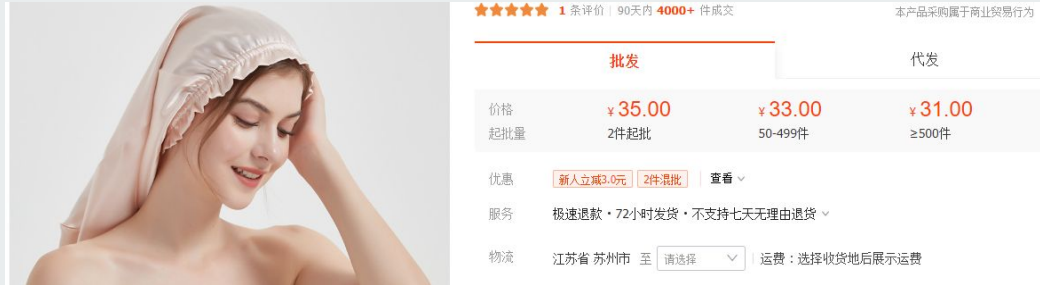 1 条评价 90天内 4000+ 件成交 本产品采购属于商业贸易行为
批发 代发
价格 ¥ 35.00 ¥ 33.00 ¥ 31.00
起批量 2件起批 50-499件 ≥500件
优惠 新人立减3.0元 2件混批 查看
服务 极速退款·72小时发货·不支持七天无理由退货
物流 江苏省 苏州市 至 请选择 运费：选择收货地后展示运费